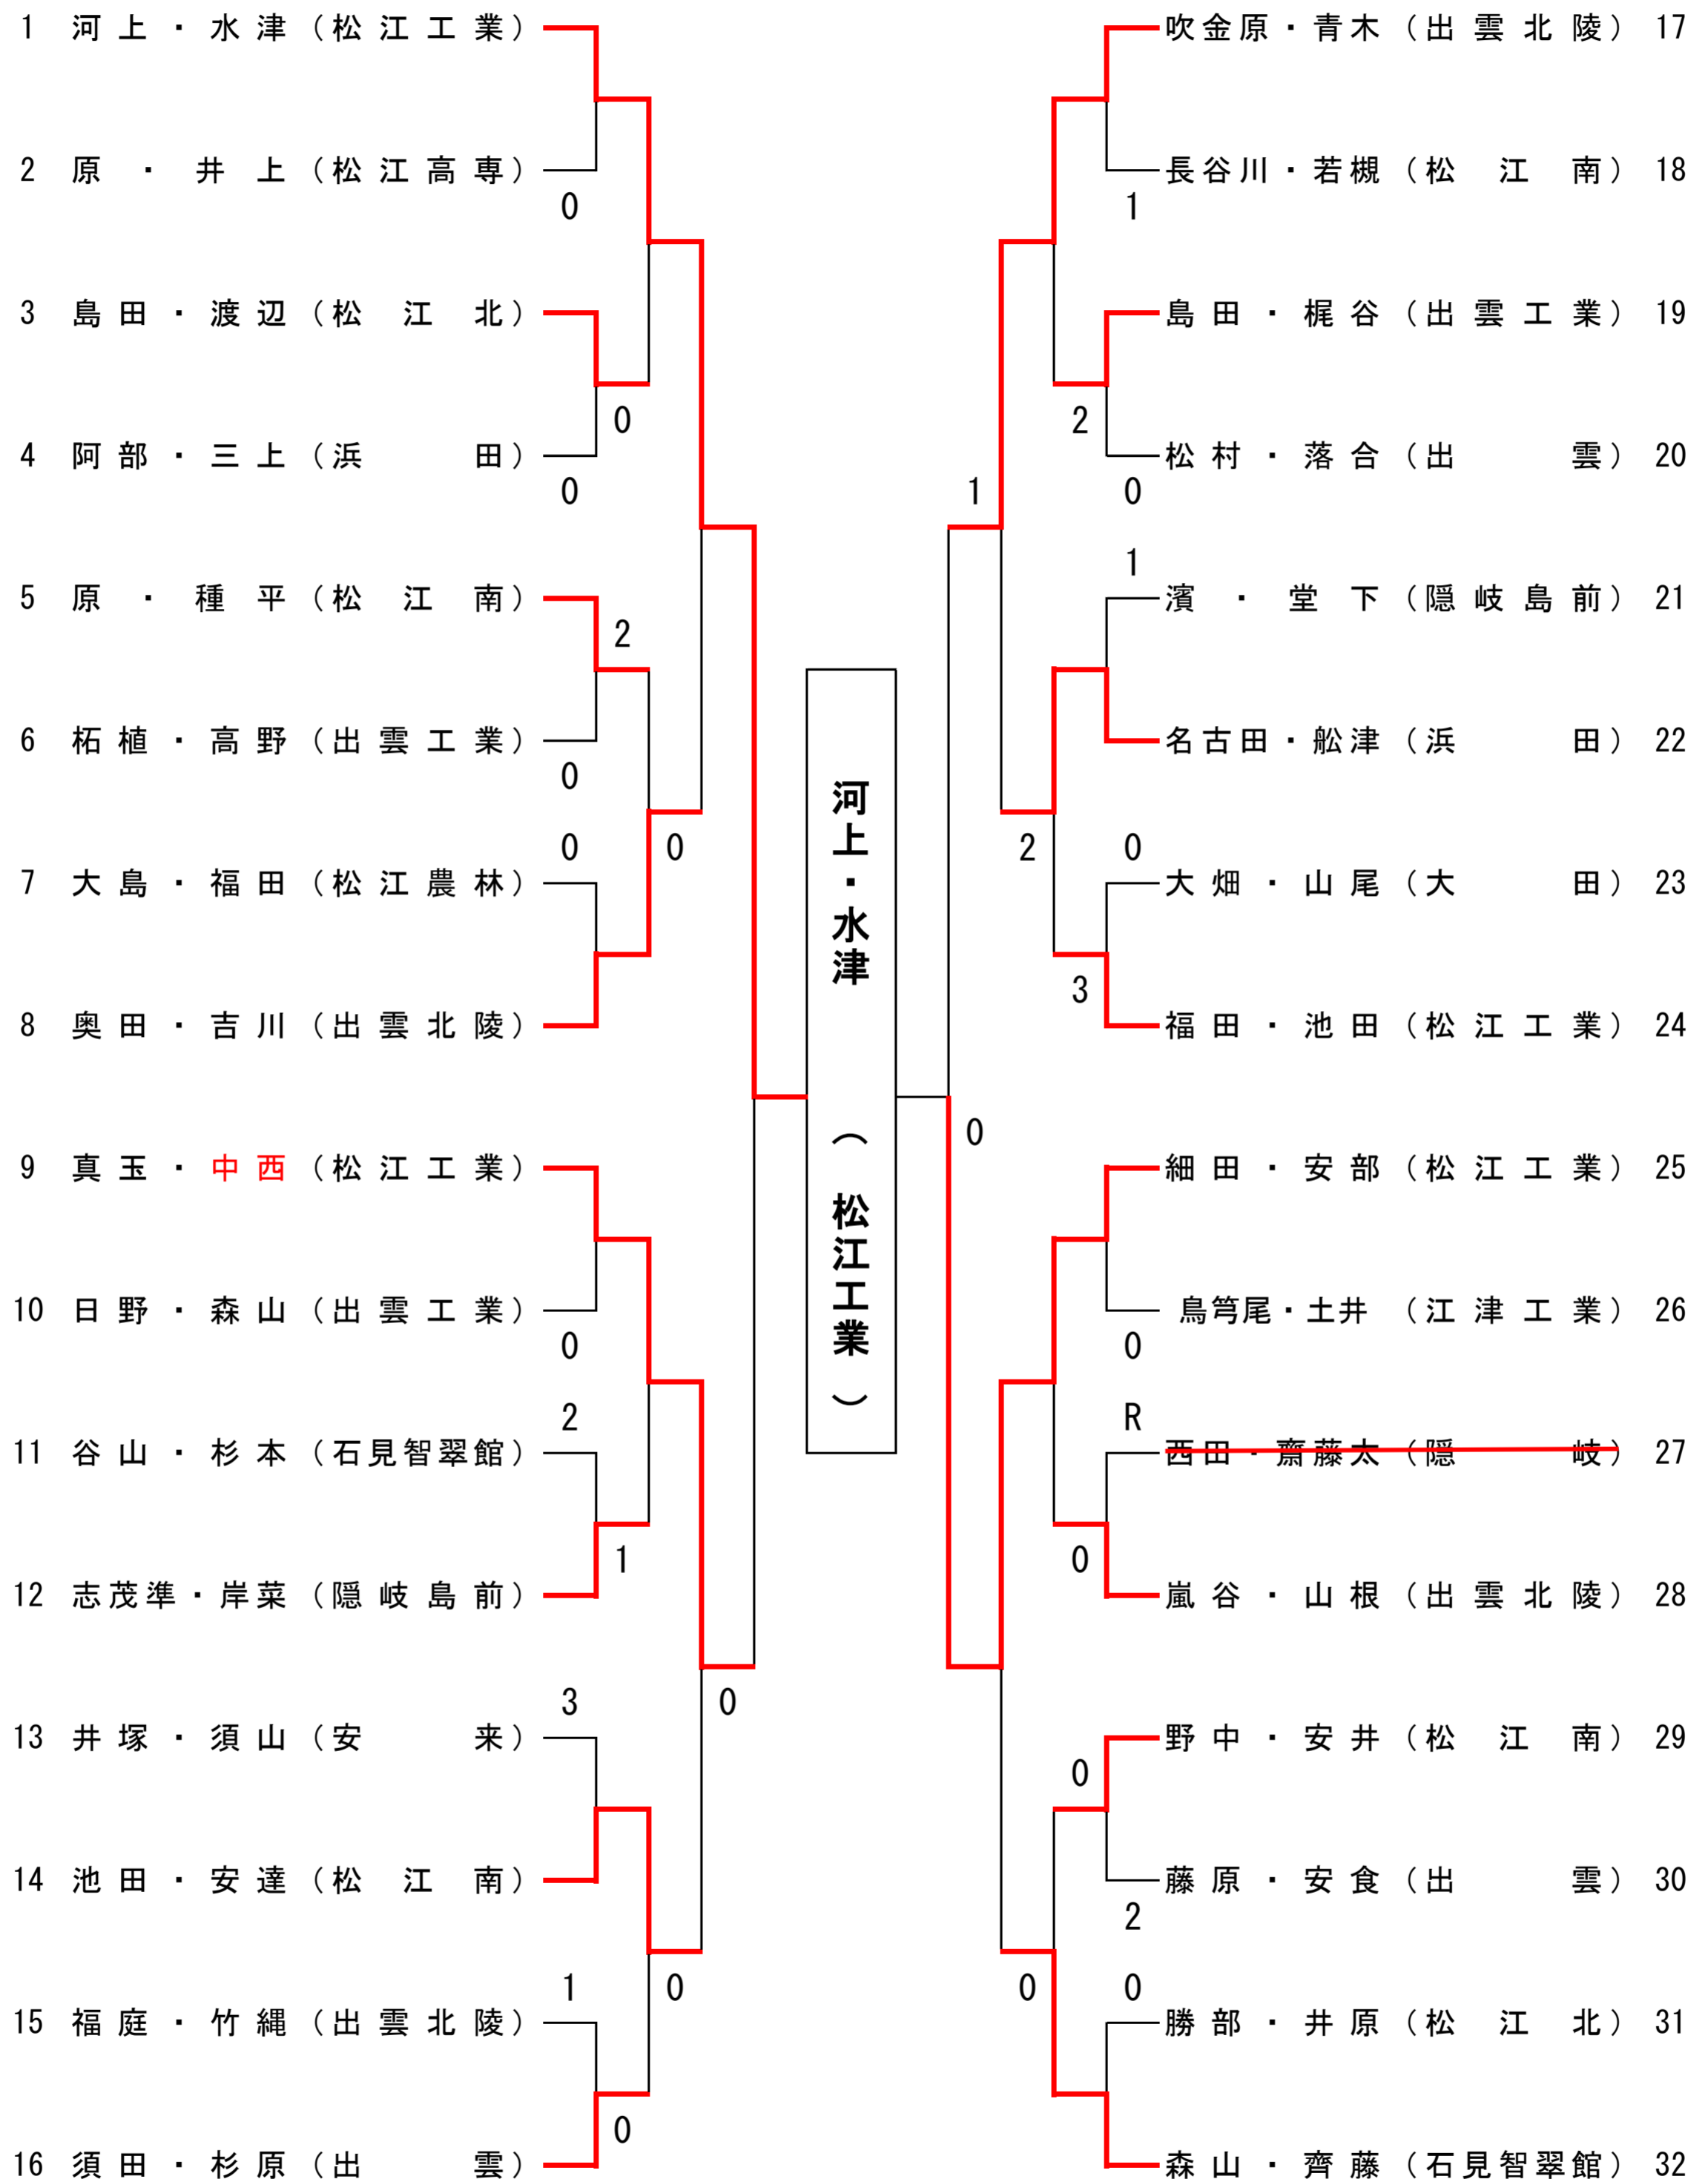 1 河上・水津（松江工業）
2 原・井上（松江高専）
0
3 島田・渡辺（松江北）
0
4 阿部・三上（浜田）
0
5 原・種平（松江南）
2
6 柘植・高野（出雲工業）
0
0
7 大島・福田（松江農林）
0
8 奥田・吉川（出雲北陵）
9 真玉・中西（松江工業）
10 日野・森山（出雲工業）
0
2
11 谷山・杉本（石見智翠館）
1
12 志茂準・岸菜（隠岐島前）
3
0
13 井塚・須山（安来）
14 池田・安達（松江南）
1
0
15 福庭・竹縄（出雲北陵）
0
16 須田・杉原（出雲）
河上・水津（松江工業）
吹金原・青木（出雲北陵）17
長谷川・若槻（松江南）18
1
島田・梶谷（出雲工業）19
2
松村・落合（出雲）20
1
0
1
濱・堂下（隠岐島前）21
名古田・舩津（浜田）22
2
0
大畑・山尾（大田）23
3
福田・池田（松江工業）24
0
細田・安部（松江工業）25
鳥笱尾・土井（江津工業）26
0
R
西田・齋藤太（隠岐）27
0
嵐谷・山根（出雲北陵）28
野中・安井（松江南）29
0
藤原・安食（出雲）30
2
0
0
勝部・井原（松江北）31
森山・齊藤（石見智翠館）32